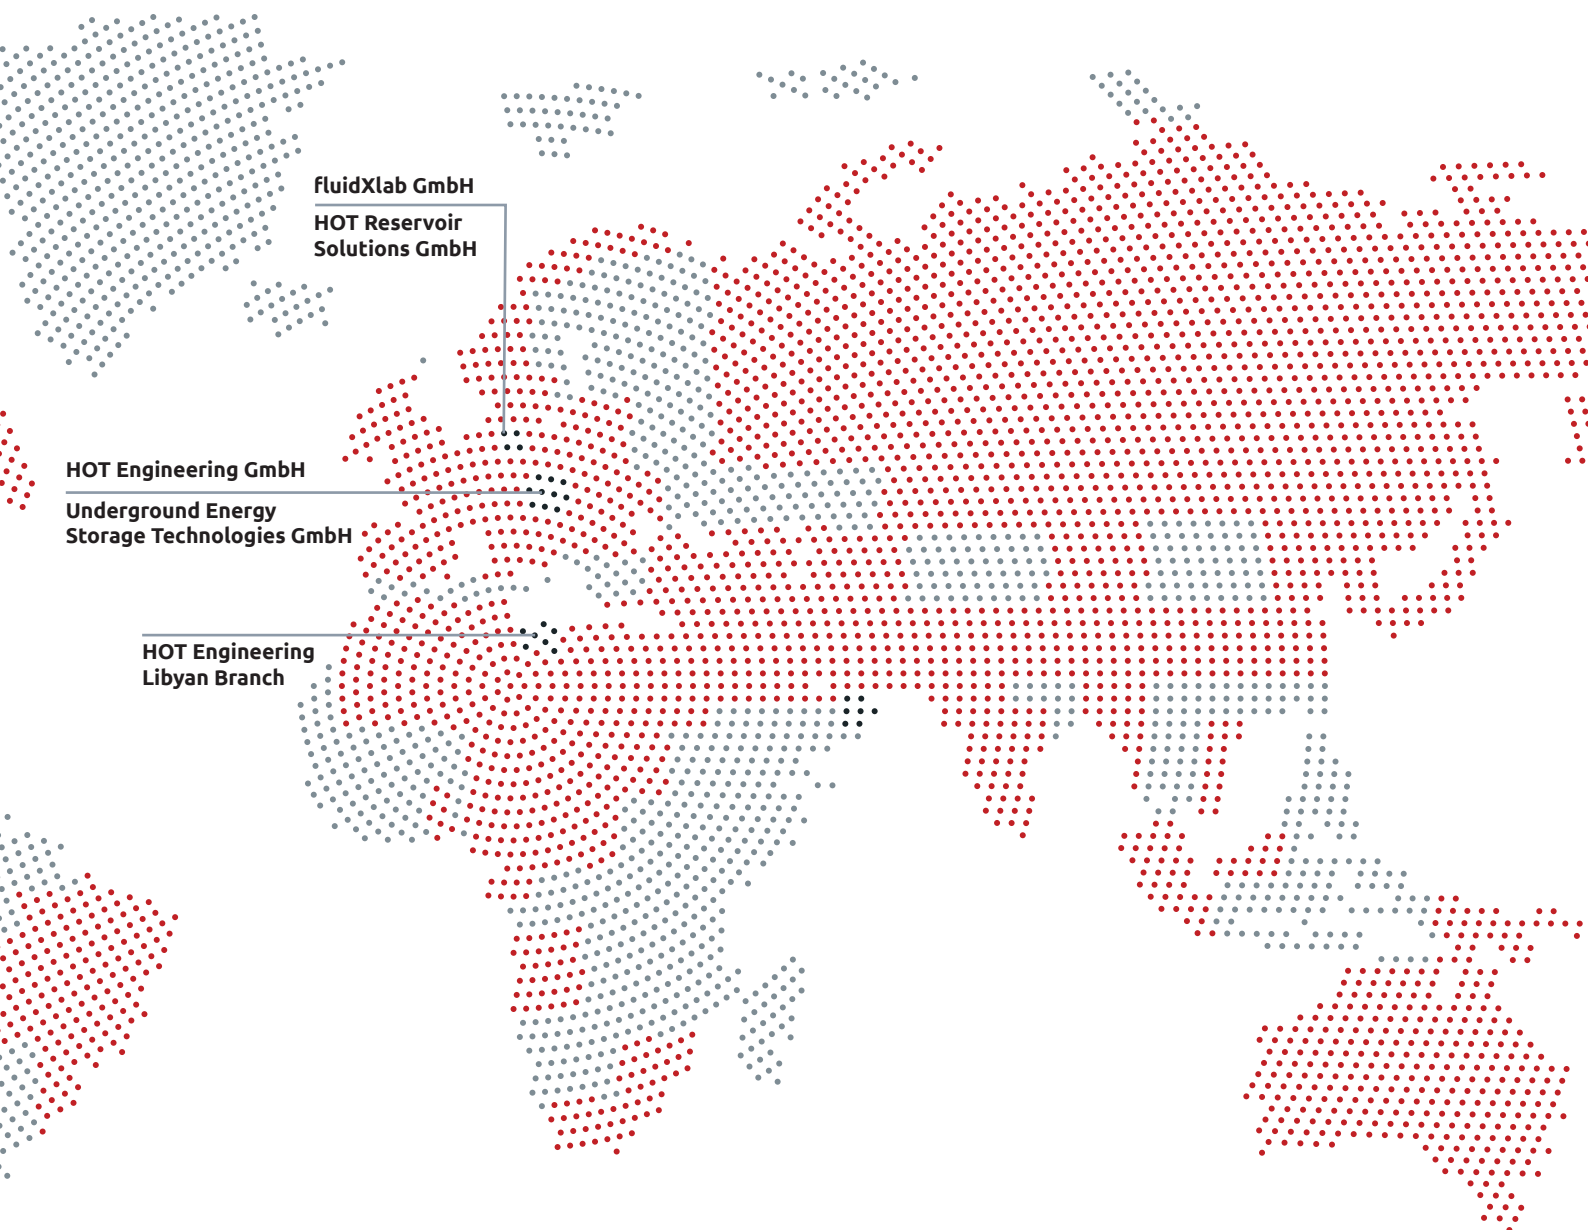 fluidXlab GmbH
HOT Reservoir
Solutions GmbH
HOT Engineering GmbH
Underground Energy
Storage Technologies GmbH
HOT Engineering
Libyan Branch